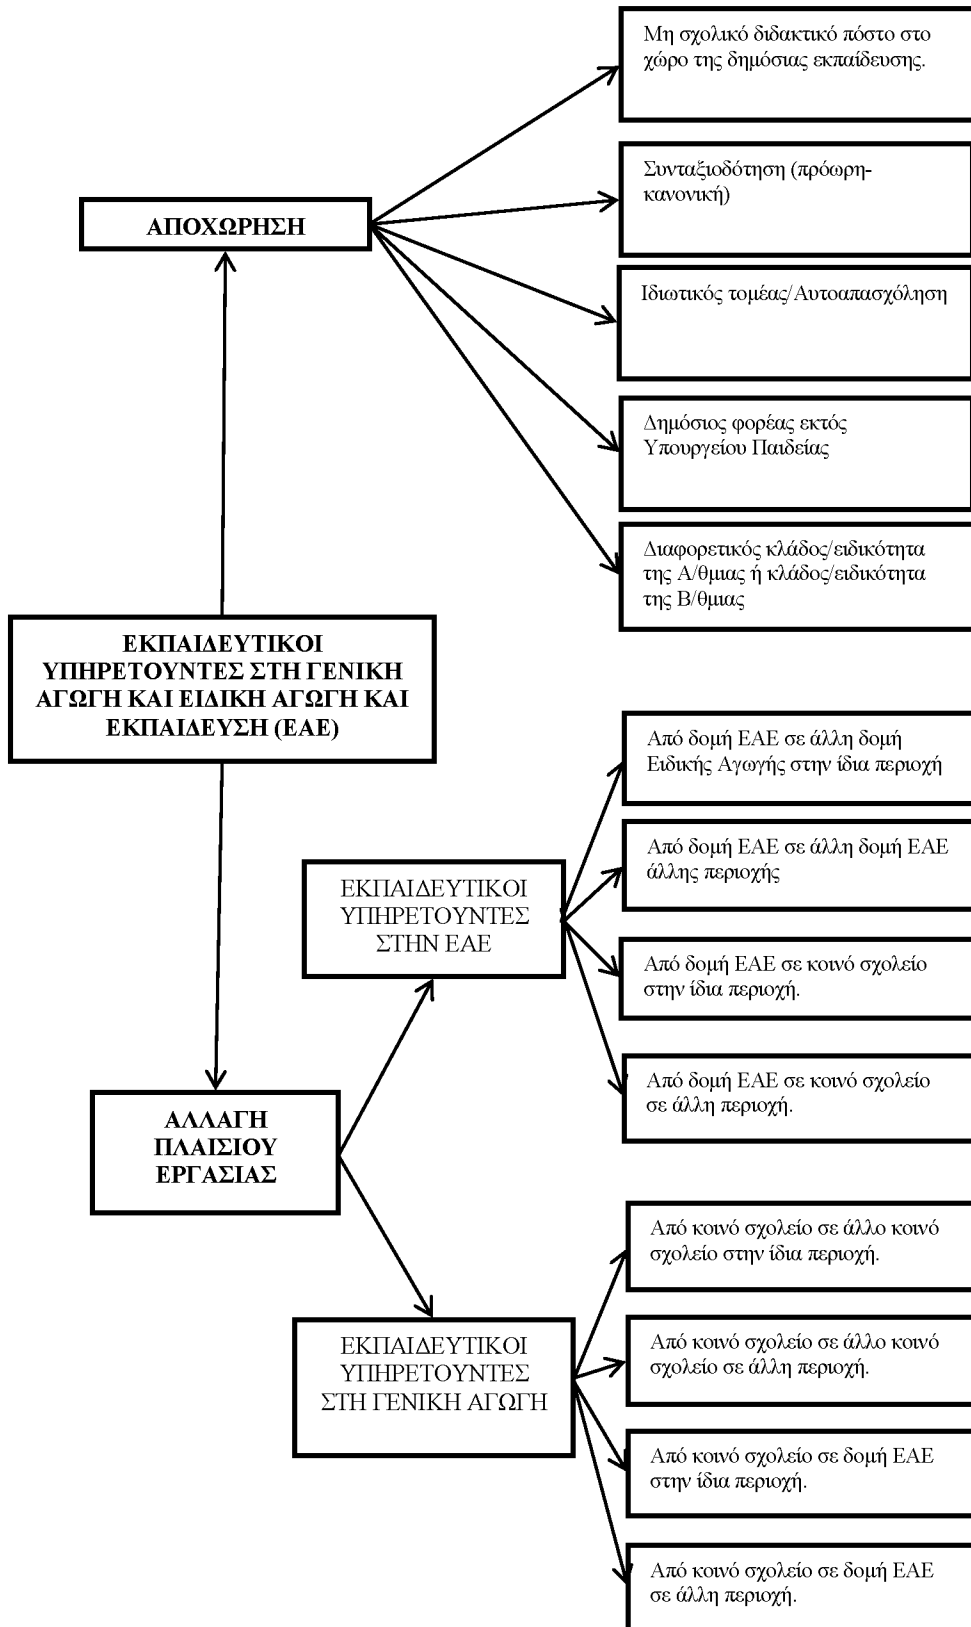 Μη σχολικό διδακτικό πόστο στο
χώρο της δημόσιας εκπαίδευσης.
Συνταξιοδότηση (πρόωρη-
κανονική)
ΑΠΟΧΩΡΗΣΗ
Ιδιωτικός τομέας/Αυτοαπασχόληση
Δημόσιος φορέας εκτός
Υπουργείου Παιδείας
Διαφορετικός κλάδος/ειδικότητα
της Α/θμιας ή κλάδος/ειδικότητα
της Β/θμιας
ΕΚΠΑΙΔΕΥΤΙΚΟΙ
ΥΠΗΡΕΤΟΥΝΤΕΣ ΣΤΗ ΓΕΝΙΚΗ
ΑΓΩΓΗ ΚΑΙ ΕΙΔΙΚΗ ΑΓΩΓΗ ΚΑΙ
ΕΚΠΑΙΔΕΥΣΗ (ΕΑΕ)
Από δομή ΕΑΕ σε άλλη δομή
Ειδικής Αγωγής στην ίδια περιοχή
Από δομή ΕΑΕ σε άλλη δομή ΕΑΕ
άλλης περιοχής
ΕΚΠΑΙΔΕΥΤΙΚΟΙ
ΥΠΗΡΕΤΟΥΝΤΕΣ
ΣΤΗΝ ΕΑΕ
Από δομή ΕΑΕ σε κοινό σχολείο
στην ίδια περιοχή.
Από δομή ΕΑΕ σε κοινό σχολείο
σε άλλη περιοχή.
ΑΛΛΑΓΗ
ΠΛΑΙΣΙΟΥ
ΕΡΓΑΣΙΑΣ
Από κοινό σχολείο σε άλλο κοινό
σχολείο στην ίδια περιοχή.
ΕΚΠΑΙΔΕΥΤΙΚΟΙ
ΥΠΗΡΕΤΟΥΝΤΕΣ
ΣΤΗ ΓΕΝΙΚΗ ΑΓΩΓΗ
Από κοινό σχολείο σε άλλο κοινό
σχολείο σε άλλη περιοχή.
Από κοινό σχολείο σε δομή ΕΑΕ
στην ίδια περιοχή.
Από κοινό σχολείο σε δομή ΕΑΕ
σε άλλη περιοχή.